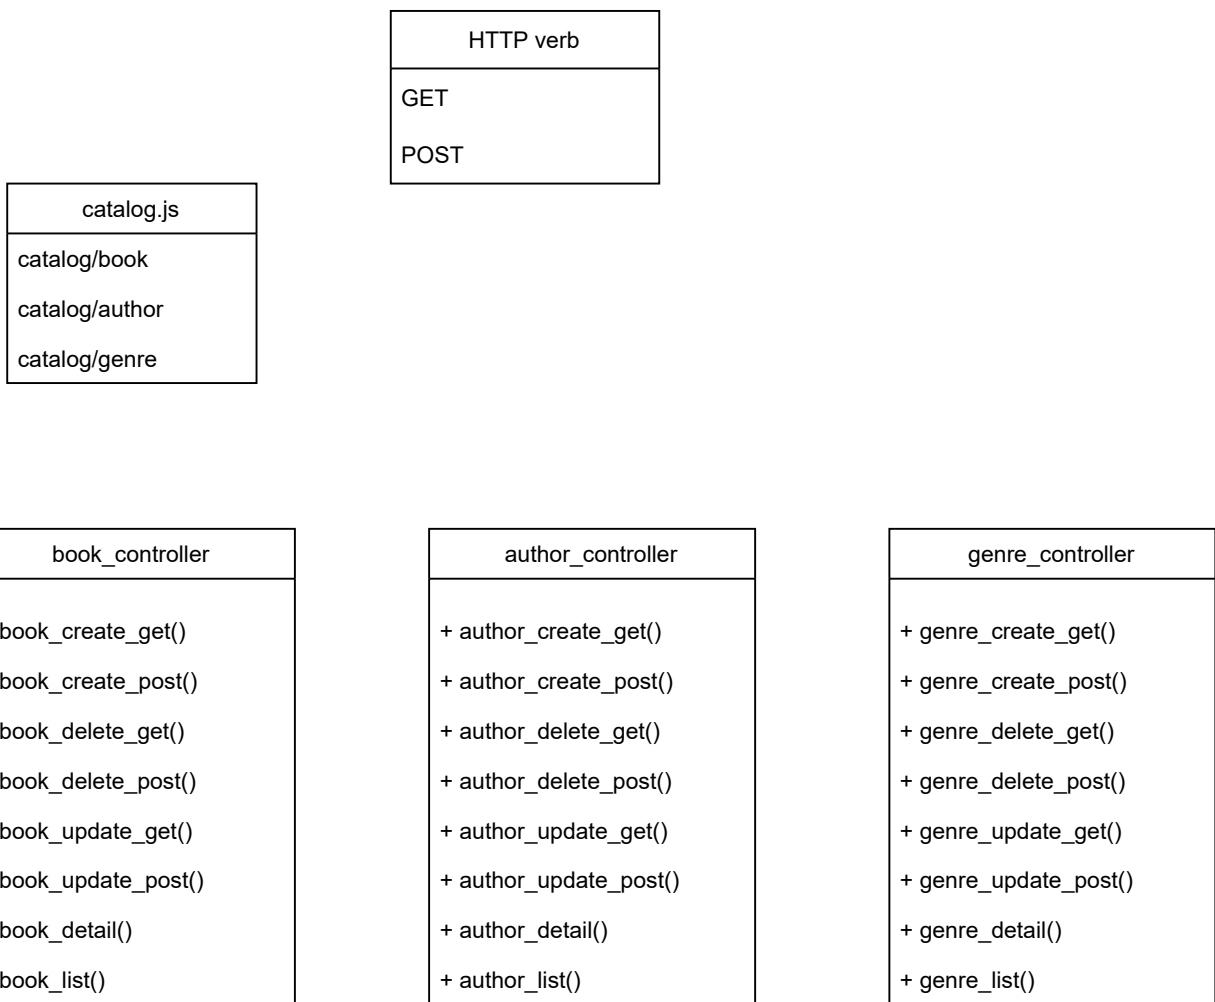 HTTP verb
GET
POST
catalog.js
catalog/book
catalog/author
catalog/genre
book_controller
book_create_get()
book_create_post()
book_delete_get()
book_delete_post()
book_update_get()
book_update_post()
book_detail()
book_list()
author_controller
+ author_create_get()
+ author_create_post()
+ author_delete_get()
+ author_delete_post()
+ author_update_get()
+ author_update_post()
+ author_detail()
+ author_list()
genre_controller
+ genre_create_get()
+ genre_create_post()
+ genre_delete_get()
+ genre_delete_post()
+ genre_update_get()
+ genre_update_post()
+ genre_detail()
+ genre_list()